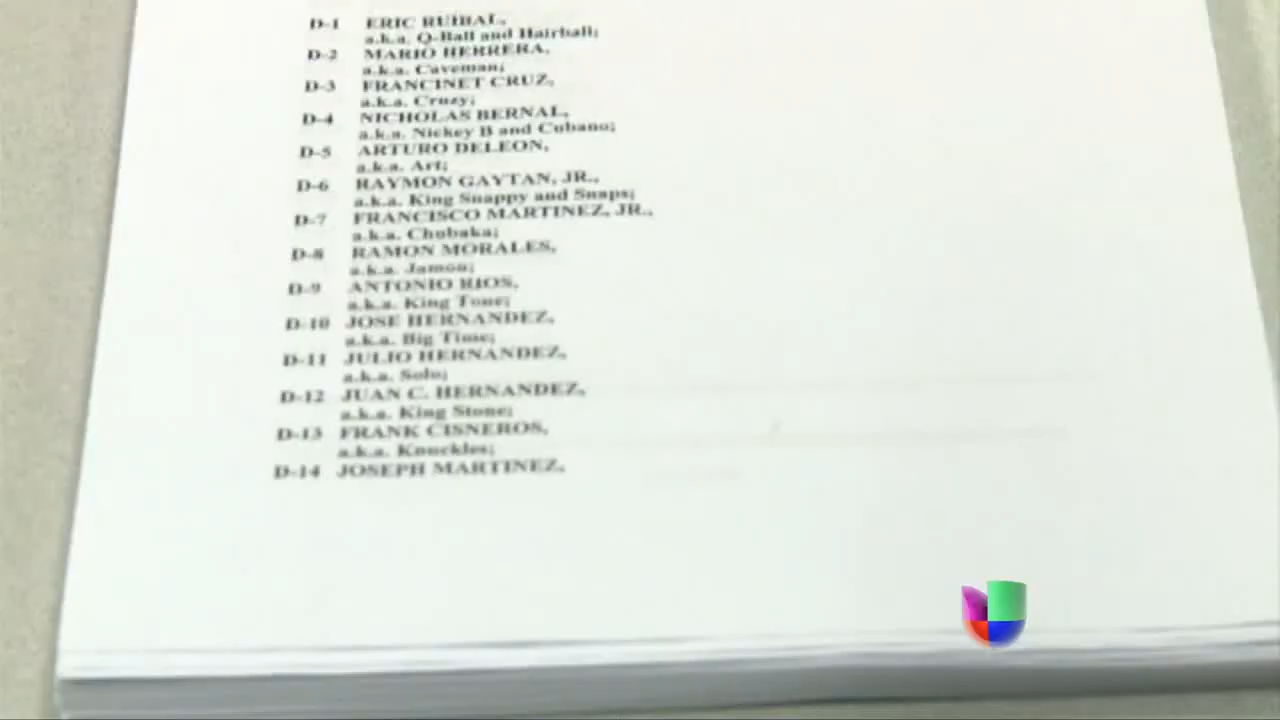 D-1 ERIC RUIBAL,
a.k.a. Q-Ball and Hairball;
D-2 MARIO HERRERA,
a.k.a. Caveman;
D-3 FRANCINET CRUZ,
a.k.a. Cruzy;
D-4 NICHOLAS BERNAL,
a.k.a. Nickey B and Cubano;
D-5 ARTURO DELEON,
a.k.a. Art;
D-6 RAYMON GAYTAN, JR.,
a.k.a. King Snappy and Snaps;
D-7 FRANCISCO MARTINEZ, JR.,
a.k.a. Chubaka;
D-8 RAMON MORALES,
a.k.a. Jamon;
D-9 ANTONIO RIOS,
a.k.a. King Tone;
D-10 JOSE HERNANDEZ,
a.k.a. Big Time;
D-11 JULIO HERNANDEZ,
a.k.a. Solo;
D-12 JUAN C. HERNANDEZ,
a.k.a. King Stone;
D-13 FRANK CISNEROS,
a.k.a. Knuckles;
D-14 JOSEPH MARTINEZ,